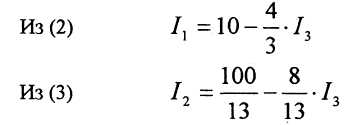 Из (2) I₁ = 10 − 4/3 · I₃
Из (3) I₂ = 100/13 − 8/13 · I₃